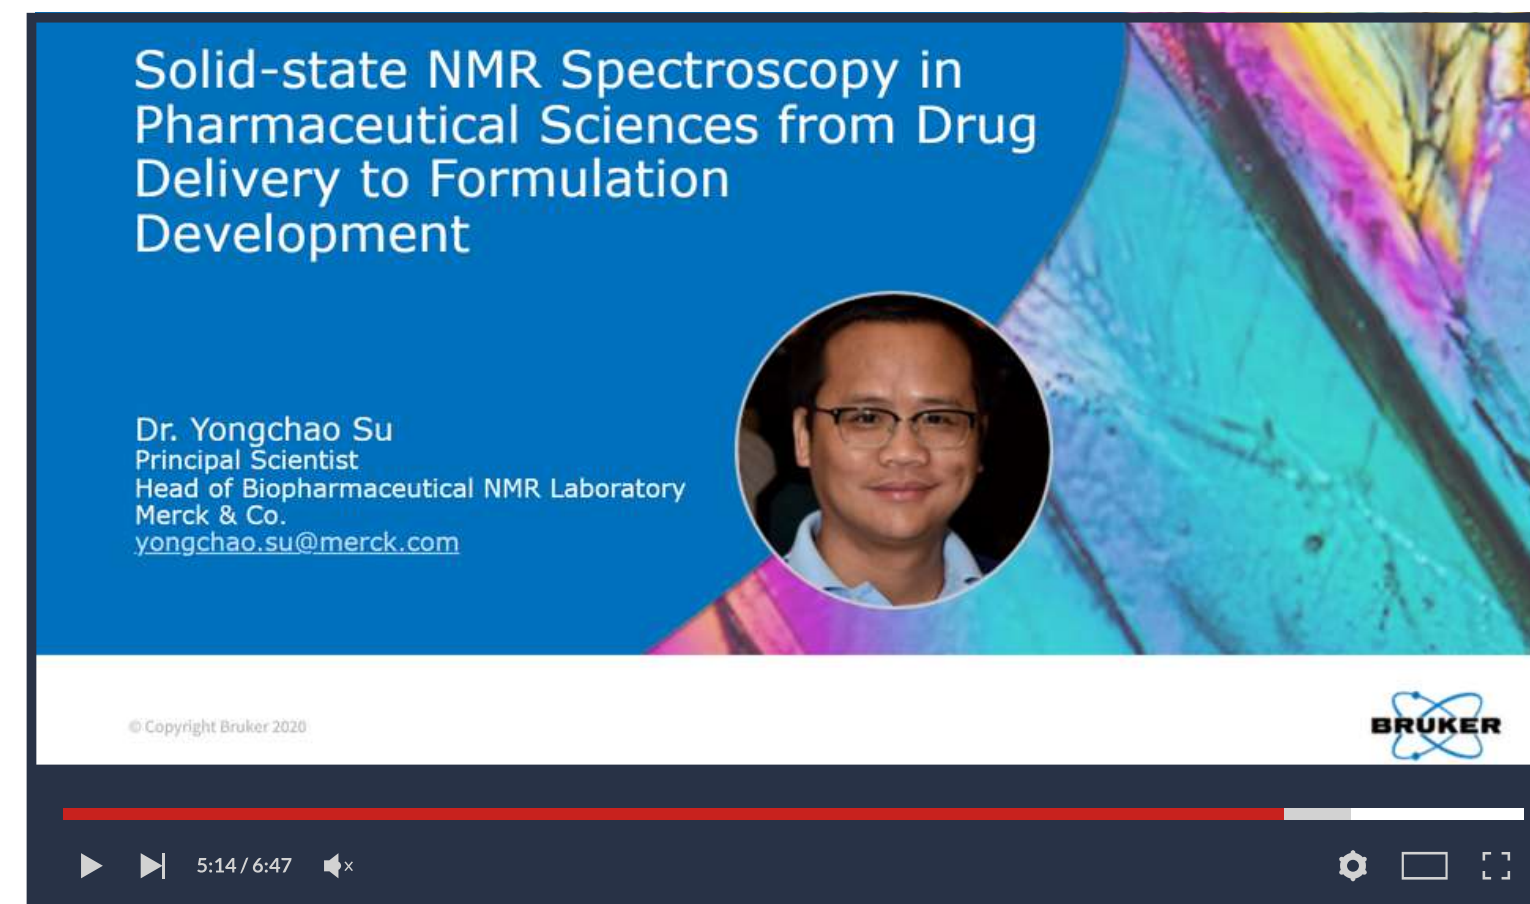 Solid-state NMR Spectroscopy in
Pharmaceutical Sciences from Drug
Delivery to Formulation
Development
Dr. Yongchao Su
Principal Scientist
Head of Biopharmaceutical NMR Laboratory
Merck & Co.
yongchao.su@merck.com
© Copyright Bruker 2020
BRUKER
5:14 / 6:47